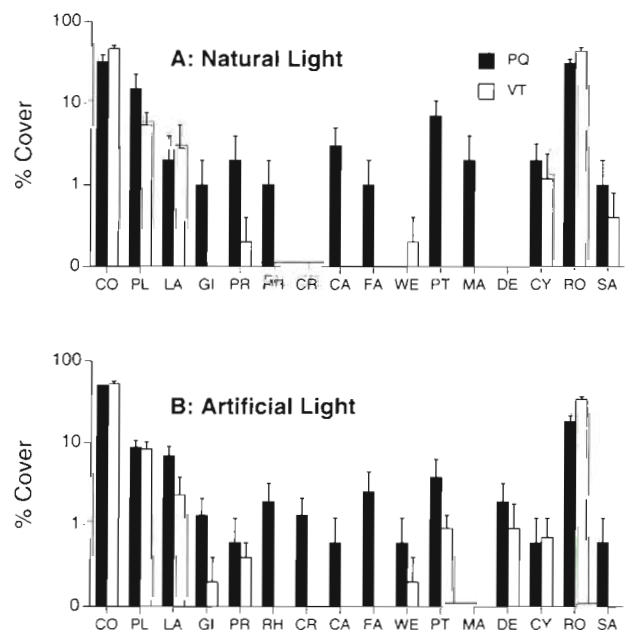 100
A: Natural Light
PQ
VT
10
% Cover
1
0
CO PL LA GI PR RH CR CA FA WE PT MA DE CY RO SA
100
B: Artificial Light
10
% Cover
1
0
CO PL LA GI PR RH CR CA FA WE PT MA DE CY RO SA